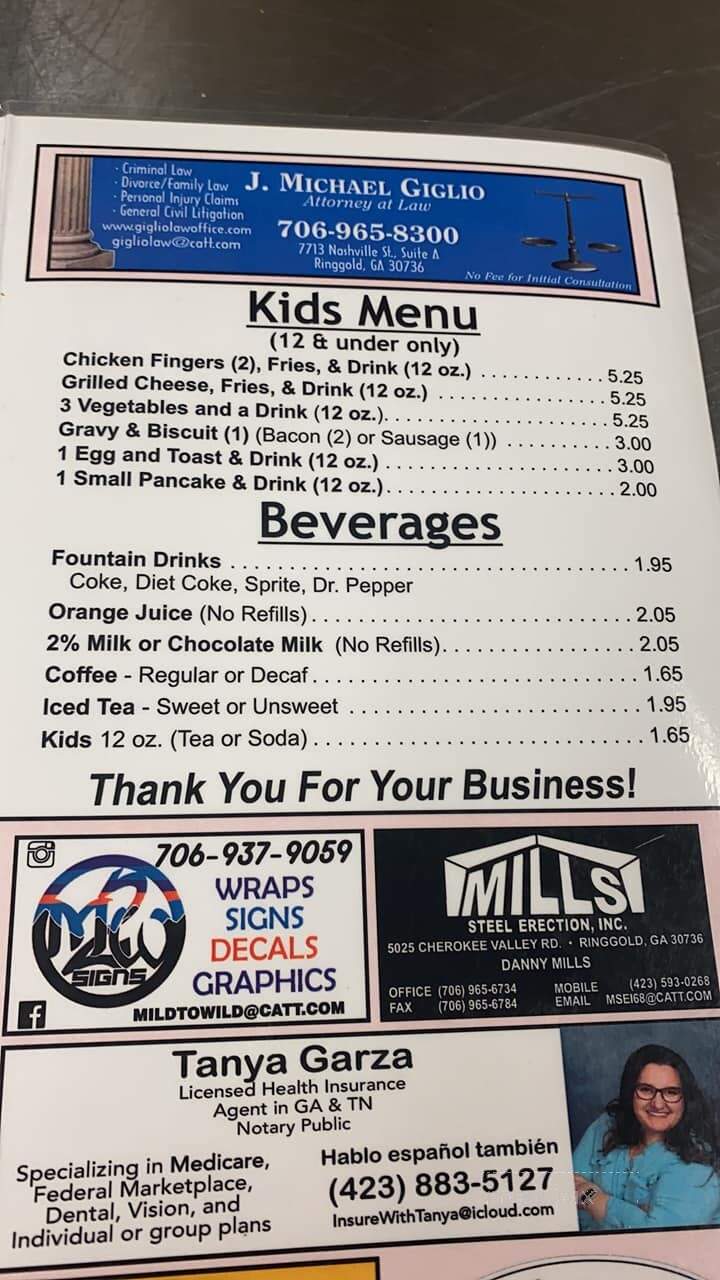 · Criminal Law
· Divorce/Family Law
· Personal Injury Claims
· General Civil Litigation
www.gigliolawoffice.com
gigliolaw@catt.com
J. MICHAEL GIGLIO
Attorney at Law
706-965-8300
7713 Nashville St., Suite A
Ringgold, GA 30736
No Fee for Initial Consultation
Kids Menu
(12 & under only)
Chicken Fingers (2), Fries, & Drink (12 oz.) ............ 5.25
Grilled Cheese, Fries, & Drink (12 oz.) ................. 5.25
3 Vegetables and a Drink (12 oz.)...................... 5.25
Gravy & Biscuit (1) (Bacon (2) or Sausage (1)) .......... 3.00
1 Egg and Toast & Drink (12 oz.) ...................... 3.00
1 Small Pancake & Drink (12 oz.)...................... 2.00
Beverages
Fountain Drinks ..................................... 1.95
Coke, Diet Coke, Sprite, Dr. Pepper
Orange Juice (No Refills).............................. 2.05
2% Milk or Chocolate Milk (No Refills).................. 2.05
Coffee - Regular or Decaf.............................. 1.65
Iced Tea - Sweet or Unsweet ........................... 1.95
Kids 12 oz. (Tea or Soda).............................. 1.65
Thank You For Your Business!
706-937-9059
M2W
SIGNS
WRAPS
SIGNS
DECALS
GRAPHICS
MILDTOWILD@CATT.COM
MILLS
STEEL ERECTION, INC.
5025 CHEROKEE VALLEY RD. · RINGGOLD, GA 30736
DANNY MILLS
OFFICE (706) 965-6734 MOBILE (423) 593-0268
FAX (706) 965-6784 EMAIL MSEI68@CATT.COM
Tanya Garza
Licensed Health Insurance
Agent in GA & TN
Notary Public
Specializing in Medicare,
Federal Marketplace,
Dental, Vision, and
Individual or group plans
Hablo español también
(423) 883-5127
InsureWithTanya@icloud.com